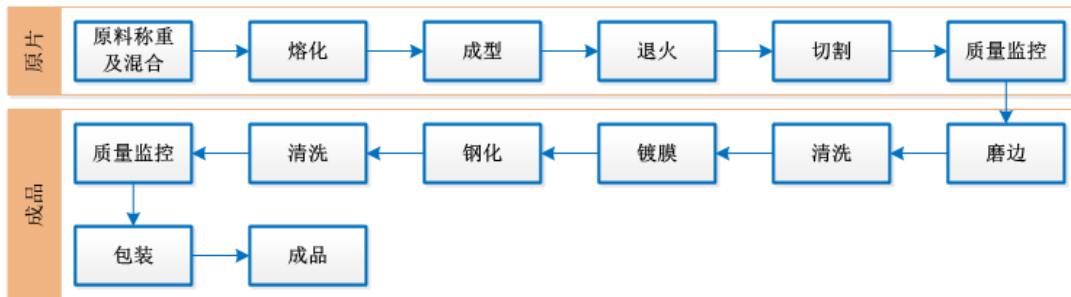 原片
原料称重
及混合
熔化
成型
退火
切割
质量监控
成品
磨边
清洗
镀膜
钢化
清洗
质量监控
包装
成品